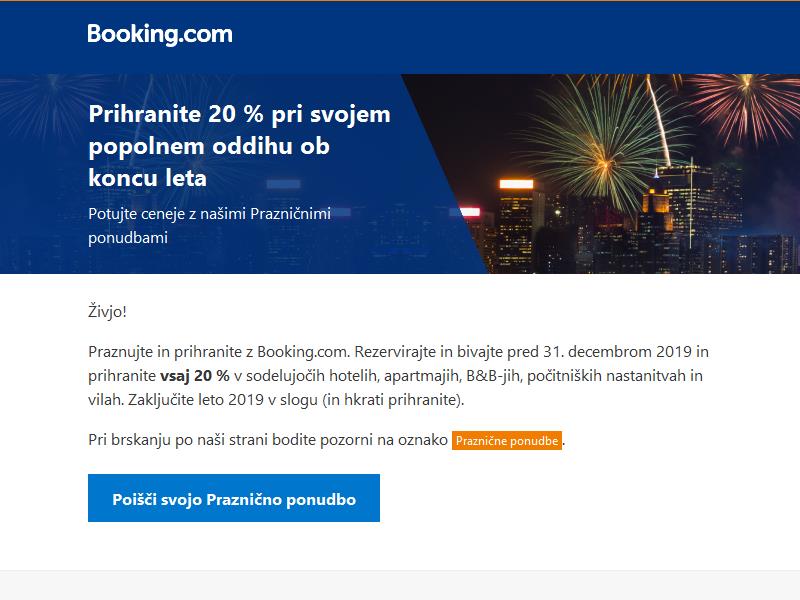 Booking.com
Prihranite 20 % pri svojem
popolnem oddihu ob
koncu leta
Potujte ceneje z našimi Prazničnimi
ponudbami
Živjo!
Praznujte in prihranite z Booking.com. Rezervirajte in bivajte pred 31. decembrom 2019 in
prihranite vsaj 20 % v sodelujočih hotelih, apartmajih, B&B-jih, počitniških nastanitvah in
vilah. Zaključite leto 2019 v slogu (in hkrati prihranite).
Pri brskanju po naši strani bodite pozorni na oznako Praznične ponudbe.
Poišči svojo Praznično ponudbo